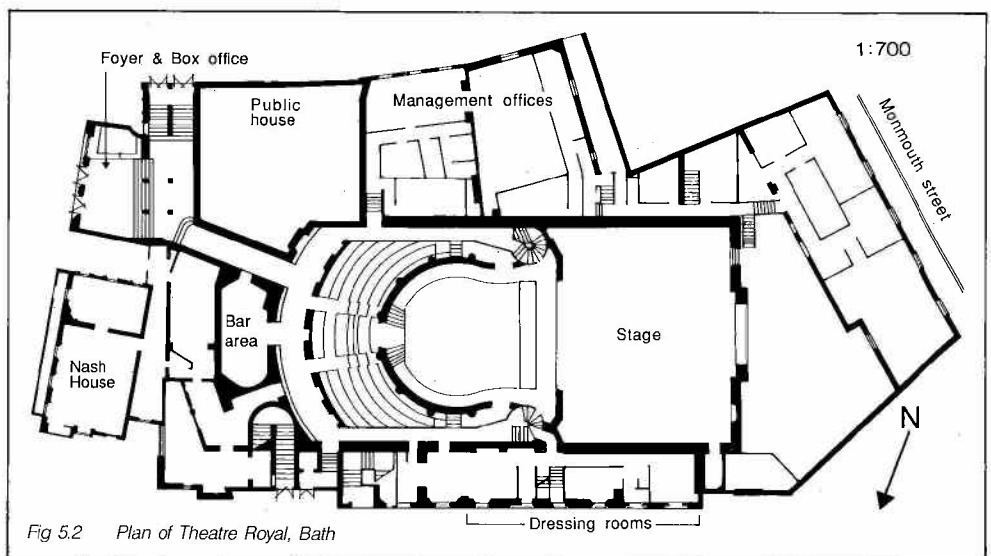 1:700
Foyer & Box office
Public
house
Management offices
Monmouth street
Bar
area
Stage
Nash
House
N
Dressing rooms
Fig 5.2 Plan of Theatre Royal, Bath